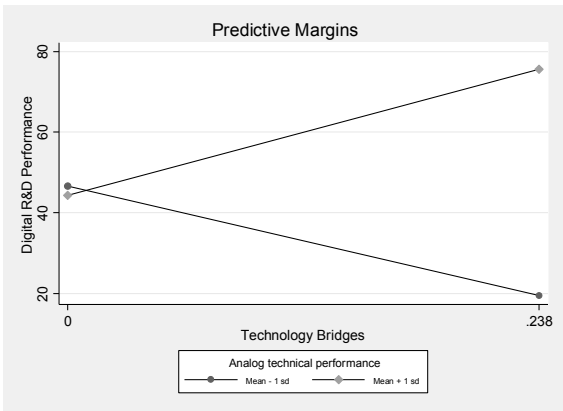 Predictive Margins
80
60
40
20
Digital R&D Performance
0
.238
Technology Bridges
Analog technical performance
Mean - 1 sd
Mean + 1 sd